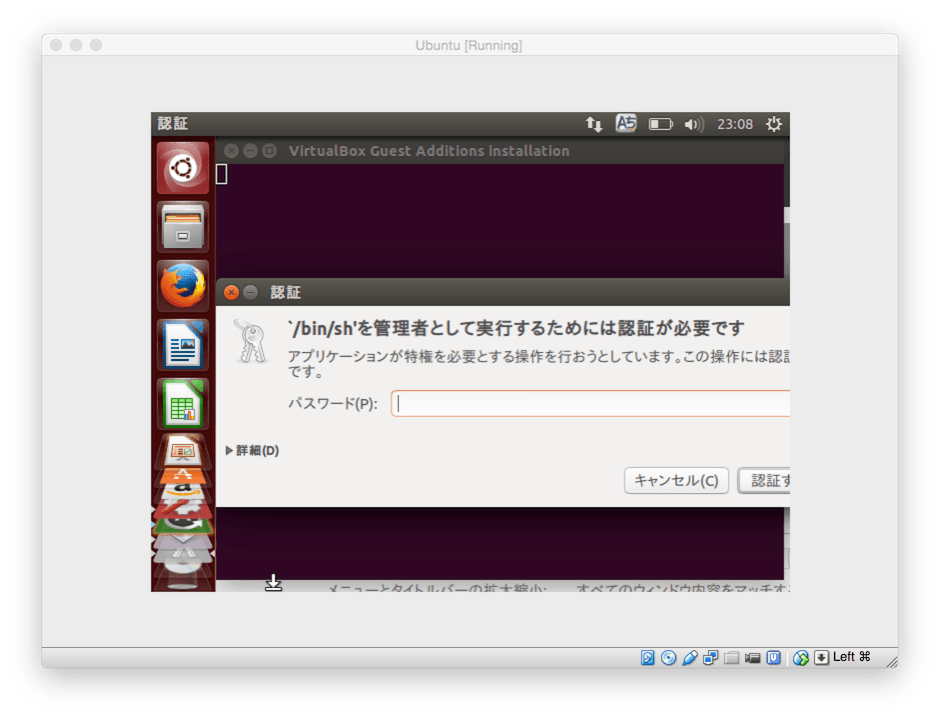 Ubuntu [Running]
認証
23:08
VirtualBox Guest Additions installation
認証
`/bin/sh'を管理者として実行するためには認証が必要です
アプリケーションが特権を必要とする操作を行おうとしています。この操作には認証
です。
パスワード(P):
詳細(D)
キャンセル(C)
認証す
メニューとタイトルバーの拡大縮小:
すべてのウィンドウ内容をマッチする
Left ⌘